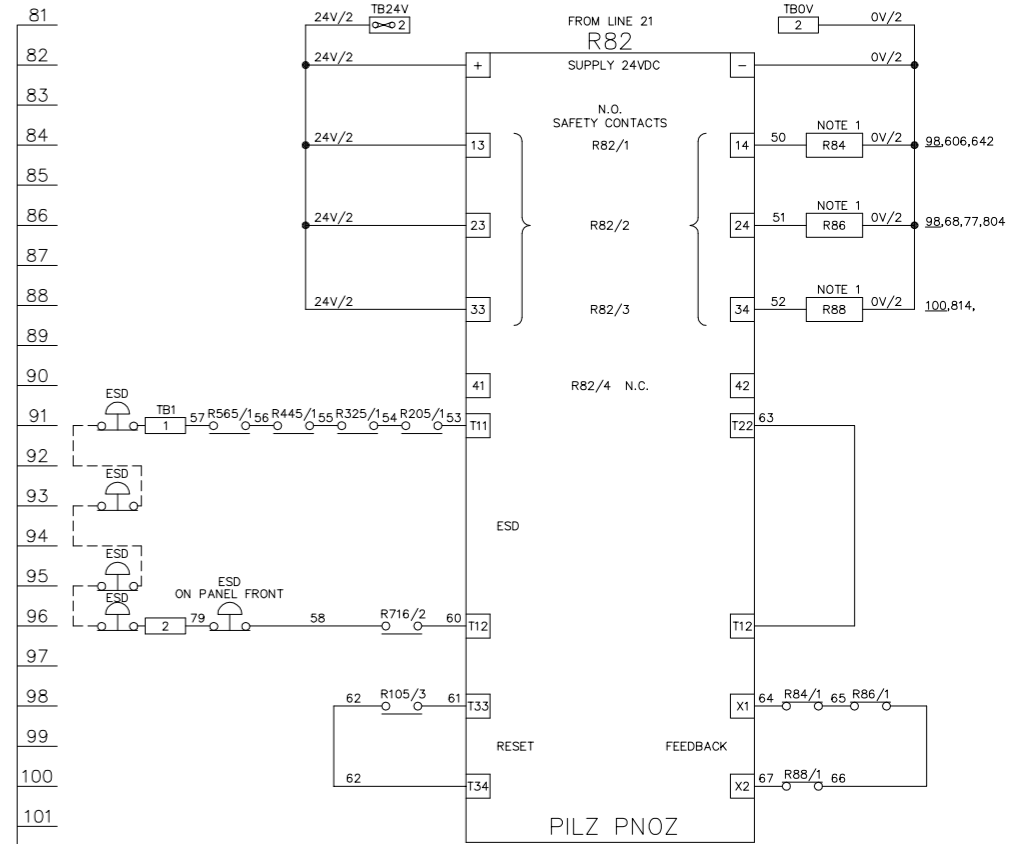 81 24V/2 TB24V 2 FROM LINE 21 TB0V 2 0V/2
R82
82 24V/2 + SUPPLY 24VDC - 0V/2
83
N.O.
SAFETY CONTACTS
NOTE 1
84 24V/2 13 R82/1 14 50 R84 0V/2 98,606,642
85
NOTE 1
86 24V/2 23 R82/2 24 51 R86 0V/2 98,68,77,804
87
NOTE 1
88 24V/2 33 R82/3 34 52 R88 0V/2 100,814,
89
90 41 R82/4 N.C. 42
ESD TB1
91 1 57 R565/1 56 R445/1 55 R325/1 54 R205/1 53 T11 T22 63
92
ESD
93
ESD
94
ESD
95
ESD
ON PANEL FRONT
ESD
96 2 79 58 R716/2 60 T12 T12
97
98 62 R105/3 61 T33 X1 64 R84/1 65 R86/1
99 RESET FEEDBACK
100 62 T34 X2 67 R88/1 66
101 PILZ PNOZ